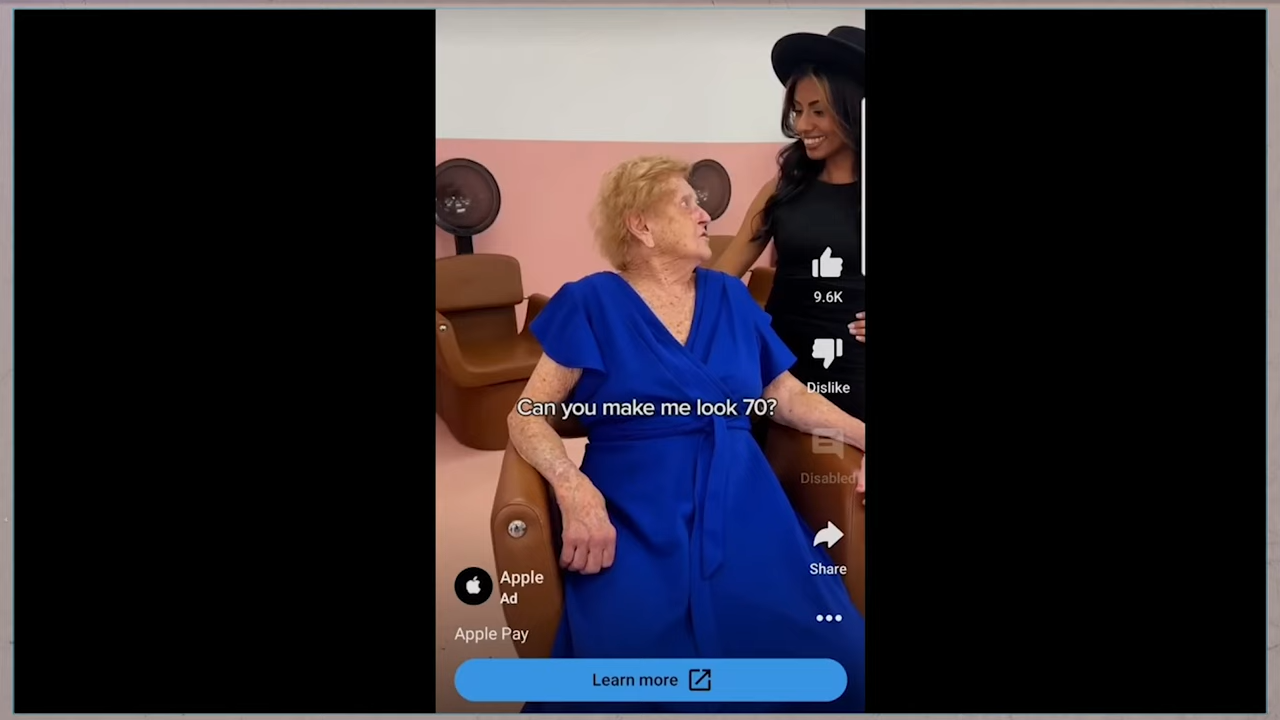 9.6K
Dislike
Can you make me look 70?
Disabled
Share
Apple
Ad
Apple Pay
Learn more